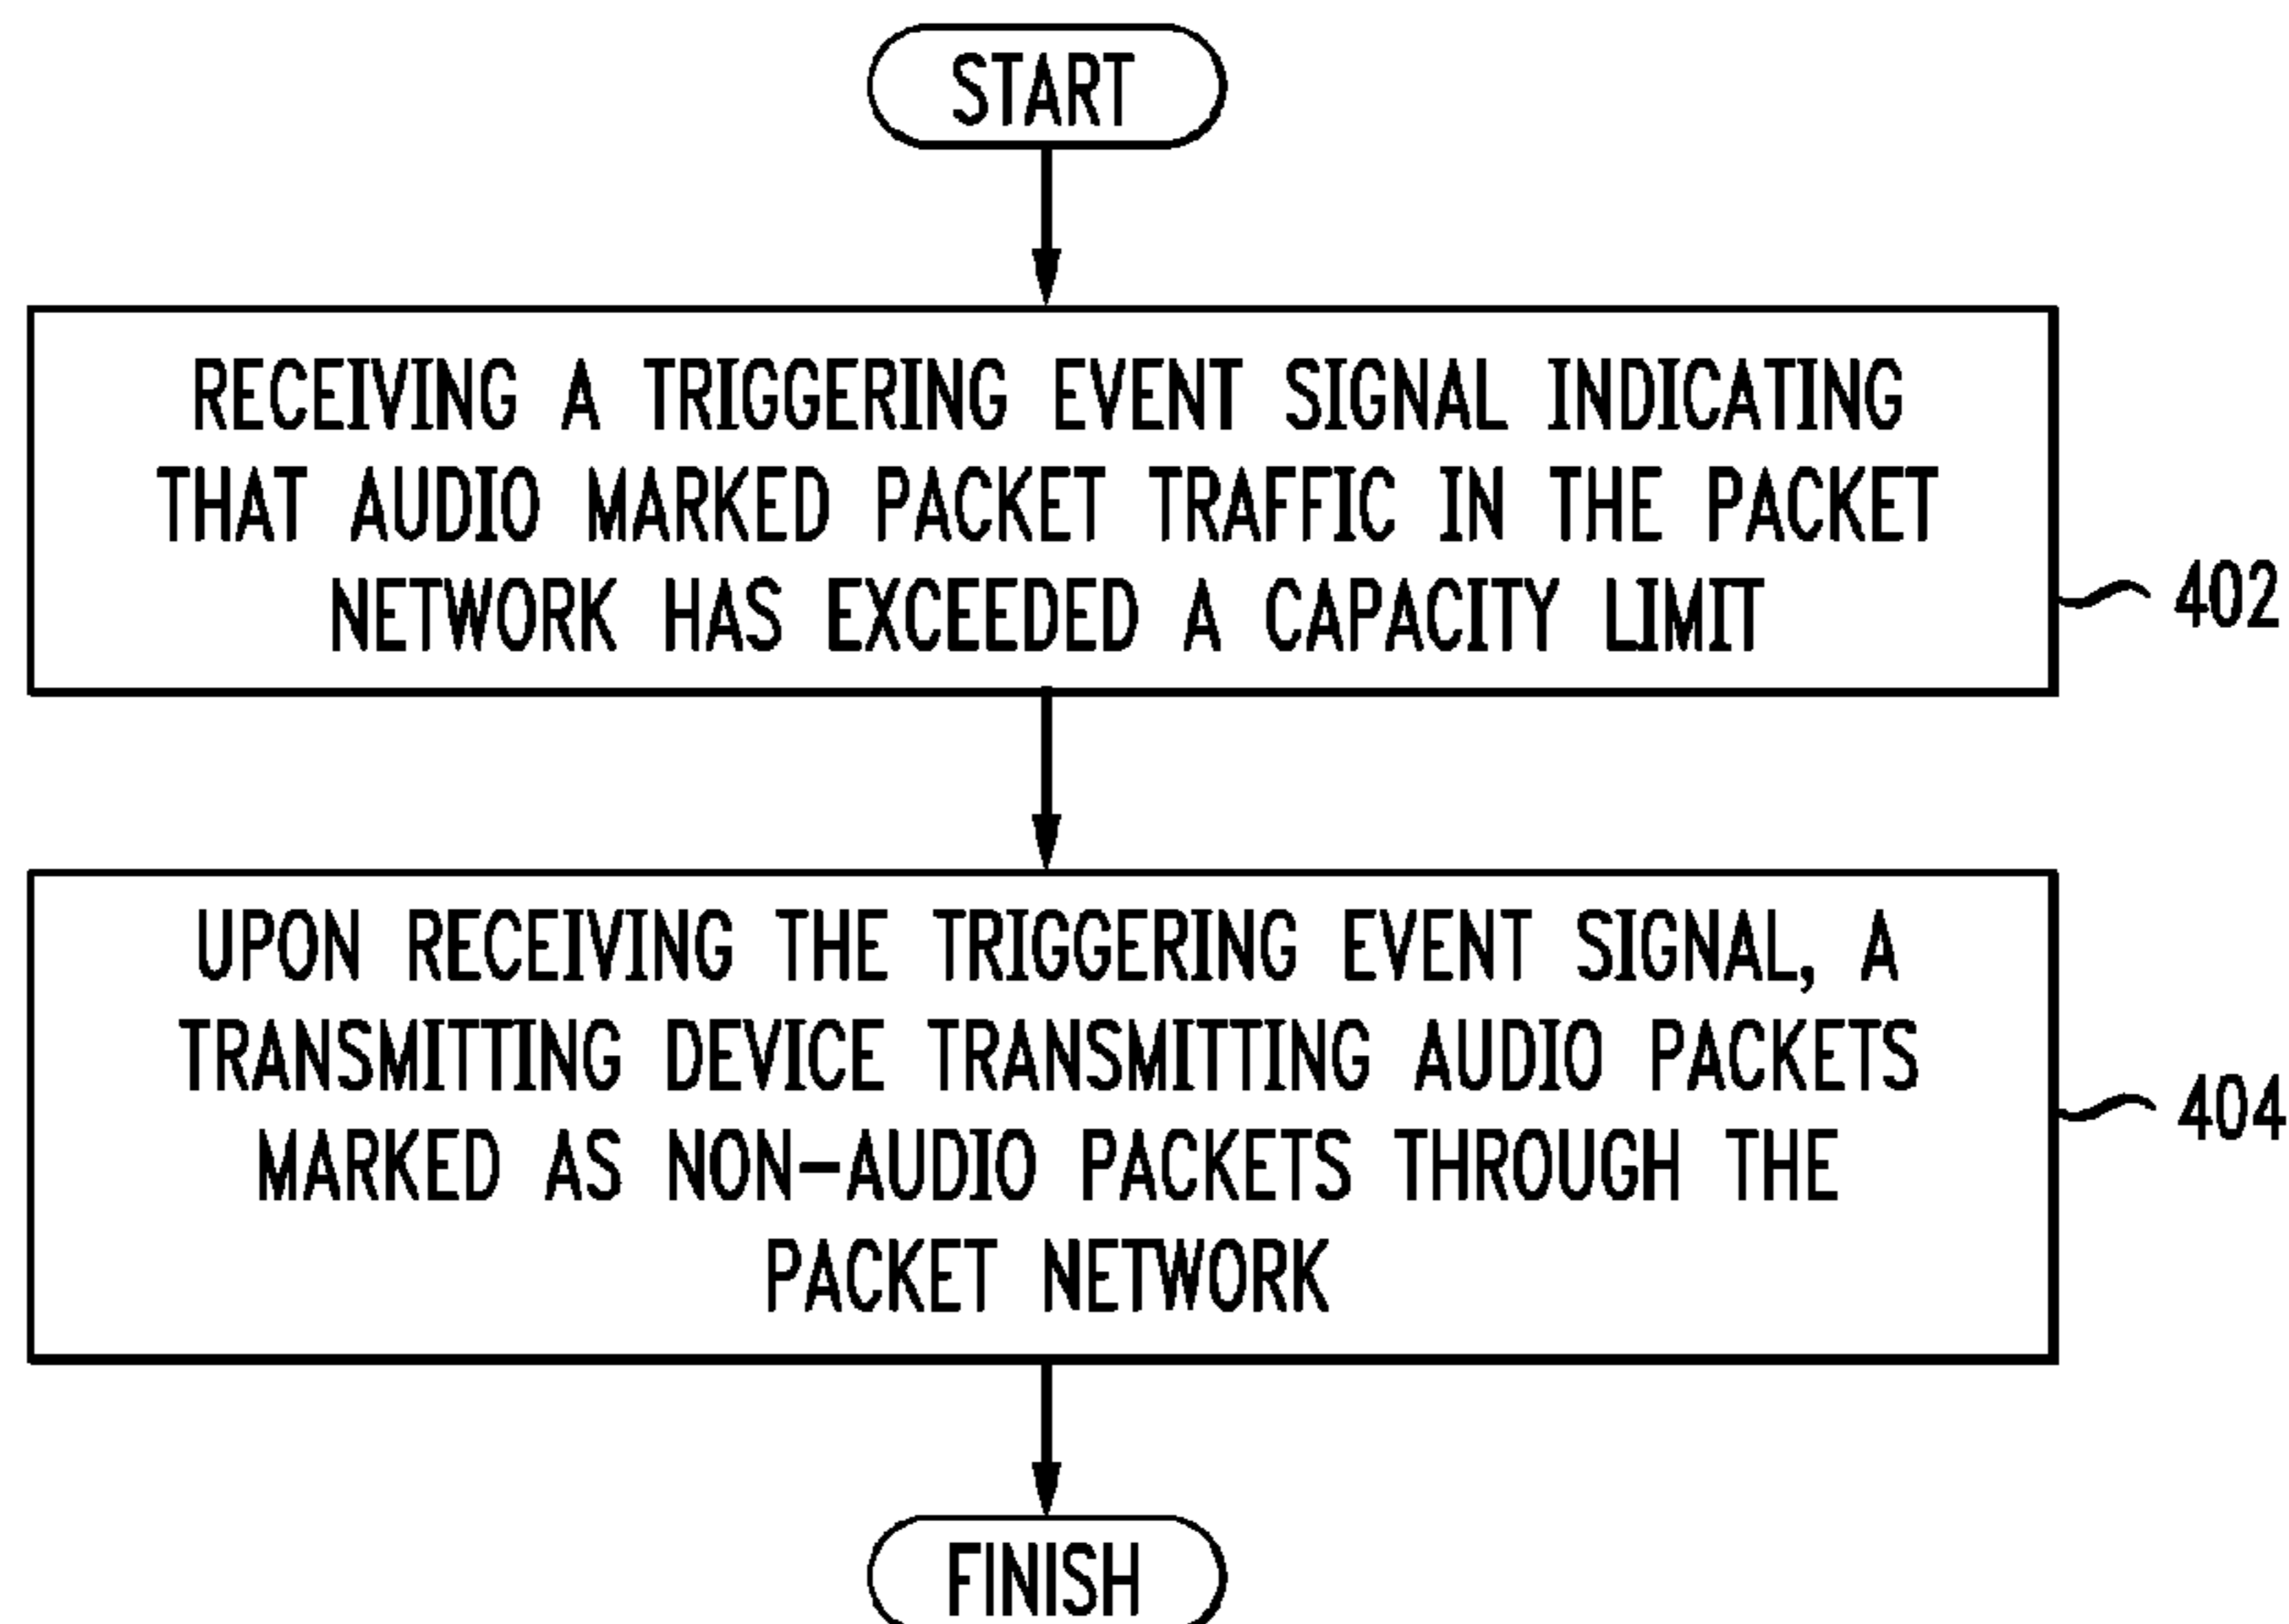 START
RECEIVING A TRIGGERING EVENT SIGNAL INDICATING
THAT AUDIO MARKED PACKET TRAFFIC IN THE PACKET
NETWORK HAS EXCEEDED A CAPACITY LIMIT
402
UPON RECEIVING THE TRIGGERING EVENT SIGNAL, A
TRANSMITTING DEVICE TRANSMITTING AUDIO PACKETS
MARKED AS NON-AUDIO PACKETS THROUGH THE
PACKET NETWORK
404
FINISH